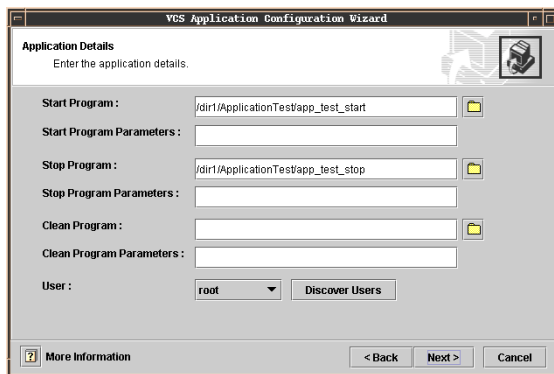 VCS Application Configuration Wizard
Application Details
Enter the application details.
Start Program :
/dir1/ApplicationTest/app_test_start
Start Program Parameters :
Stop Program :
/dir1/ApplicationTest/app_test_stop
Stop Program Parameters :
Clean Program :
Clean Program Parameters :
User :
root
Discover Users
? More Information
< Back
Next >
Cancel